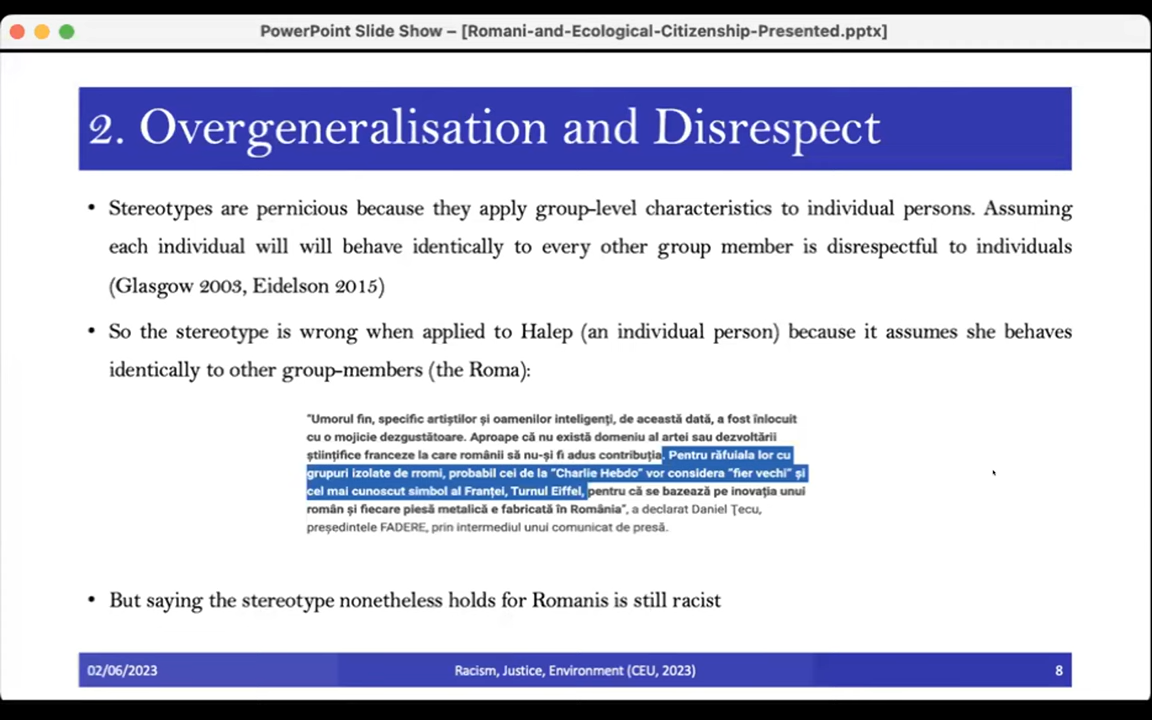 PowerPoint Slide Show – [Romani-and-Ecological-Citizenship-Presented.pptx]
2. Overgeneralisation and Disrespect
• Stereotypes are pernicious because they apply group-level characteristics to individual persons. Assuming
each individual will will behave identically to every other group member is disrespectful to individuals
(Glasgow 2003, Eidelson 2015)
• So the stereotype is wrong when applied to Halep (an individual person) because it assumes she behaves
identically to other group-members (the Roma):
"Umorul fin, specific artiștilor și oamenilor inteligenți, de această dată, a fost înlocuit
cu o mojicie dezgustătoare. Aproape că nu există domeniu al artei sau dezvoltării
științifice franceze la care românii să nu-și fi adus contribuția. Pentru răfuiala lor cu
grupuri izolate de rromi, probabil cei de la "Charlie Hebdo" vor considera "fier vechi" și
cel mai cunoscut simbol al Franței, Turnul Eiffel, pentru că se bazează pe inovația unui
român și fiecare piesă metalică e fabricată în România", a declarat Daniel Țecu,
președintele FADERE, prin intermediul unui comunicat de presă.
• But saying the stereotype nonetheless holds for Romanis is still racist
02/06/2023 Racism, Justice, Environment (CEU, 2023) 8